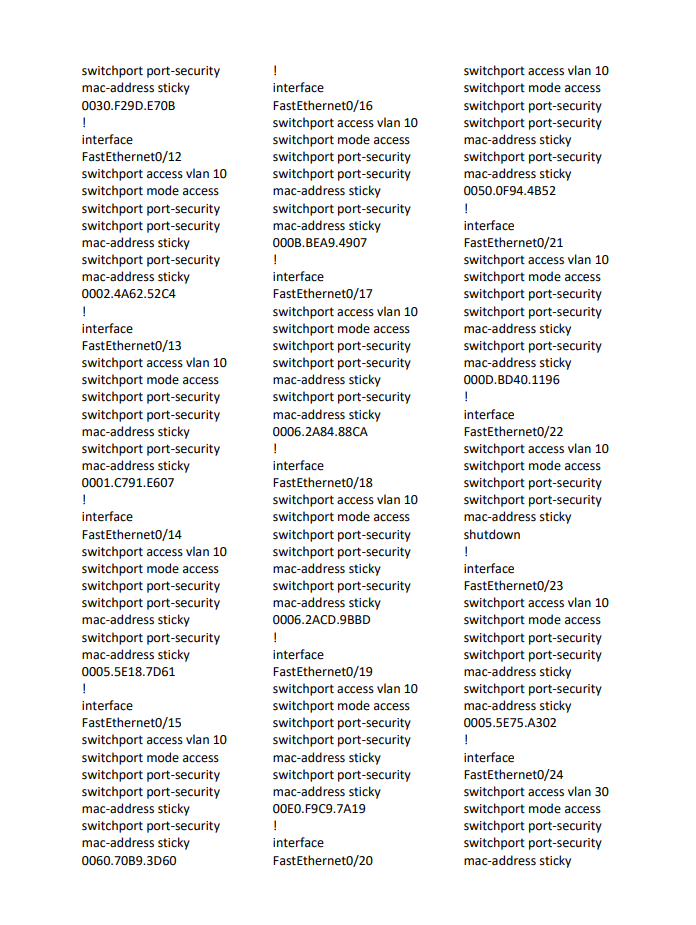 switchport port-security
mac-address sticky
0030.F29D.E70B
!
interface
FastEthernet0/12
switchport access vlan 10
switchport mode access
switchport port-security
switchport port-security
mac-address sticky
switchport port-security
mac-address sticky
0002.4A62.52C4
!
interface
FastEthernet0/13
switchport access vlan 10
switchport mode access
switchport port-security
switchport port-security
mac-address sticky
switchport port-security
mac-address sticky
0001.C791.E607
!
interface
FastEthernet0/14
switchport access vlan 10
switchport mode access
switchport port-security
switchport port-security
mac-address sticky
switchport port-security
mac-address sticky
0005.5E18.7D61
!
interface
FastEthernet0/15
switchport access vlan 10
switchport mode access
switchport port-security
switchport port-security
mac-address sticky
switchport port-security
mac-address sticky
0060.70B9.3D60
!
interface
FastEthernet0/16
switchport access vlan 10
switchport mode access
switchport port-security
switchport port-security
mac-address sticky
switchport port-security
mac-address sticky
000B.BEA9.4907
!
interface
FastEthernet0/17
switchport access vlan 10
switchport mode access
switchport port-security
switchport port-security
mac-address sticky
switchport port-security
mac-address sticky
0006.2A84.88CA
!
interface
FastEthernet0/18
switchport access vlan 10
switchport mode access
switchport port-security
switchport port-security
mac-address sticky
switchport port-security
mac-address sticky
0006.2ACD.9BBD
!
interface
FastEthernet0/19
switchport access vlan 10
switchport mode access
switchport port-security
switchport port-security
mac-address sticky
switchport port-security
mac-address sticky
00E0.F9C9.7A19
!
interface
FastEthernet0/20
switchport access vlan 10
switchport mode access
switchport port-security
switchport port-security
mac-address sticky
switchport port-security
mac-address sticky
0050.0F94.4B52
!
interface
FastEthernet0/21
switchport access vlan 10
switchport mode access
switchport port-security
switchport port-security
mac-address sticky
switchport port-security
mac-address sticky
000D.BD40.1196
!
interface
FastEthernet0/22
switchport access vlan 10
switchport mode access
switchport port-security
switchport port-security
mac-address sticky
shutdown
!
interface
FastEthernet0/23
switchport access vlan 10
switchport mode access
switchport port-security
switchport port-security
mac-address sticky
switchport port-security
mac-address sticky
0005.5E75.A302
!
interface
FastEthernet0/24
switchport access vlan 30
switchport mode access
switchport port-security
switchport port-security
mac-address sticky